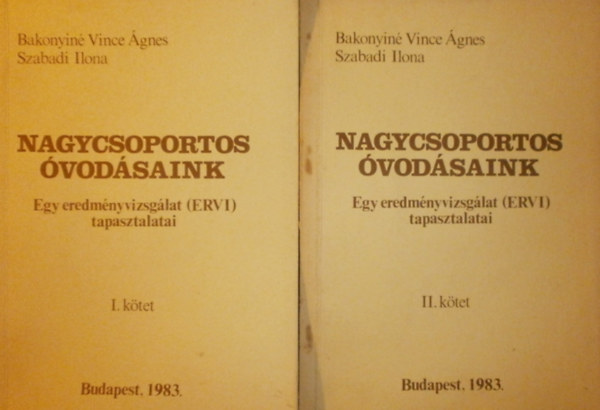 Bakonyiné Vince Ágnes
Szabadi Ilona
NAGYCSOPORTOS
ÓVODÁSAINK
Egy eredményvizsgálat (ERVI)
tapasztalatai
I. kötet
Budapest, 1983.
Bakonyiné Vince Ágnes
Szabadi Ilona
NAGYCSOPORTOS
ÓVODÁSAINK
Egy eredményvizsgálat (ERVI)
tapasztalatai
II. kötet
Budapest, 1983.